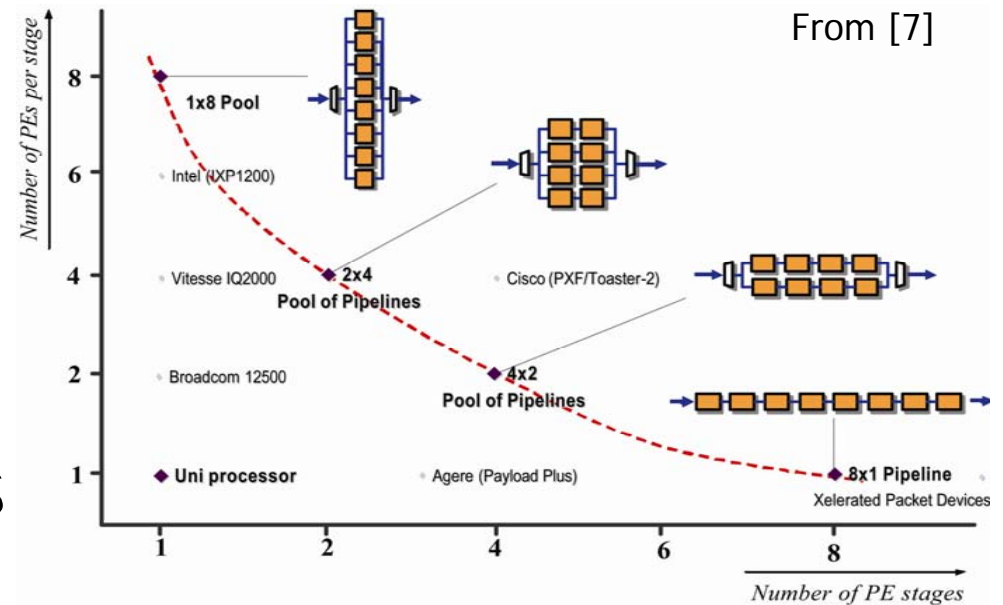 From [7]
Number of PEs per stage
8
1x8 Pool
6
Intel (IXP1200)
4
Vitesse IQ2000
2x4
Pool of Pipelines
Cisco (PXF/Toaster-2)
2
Broadcom 12500
4x2
Pool of Pipelines
1
Uni processor
Agere (Payload Plus)
8x1 Pipeline
Xelerated Packet Devices
1
2
4
6
8
Number of PE stages